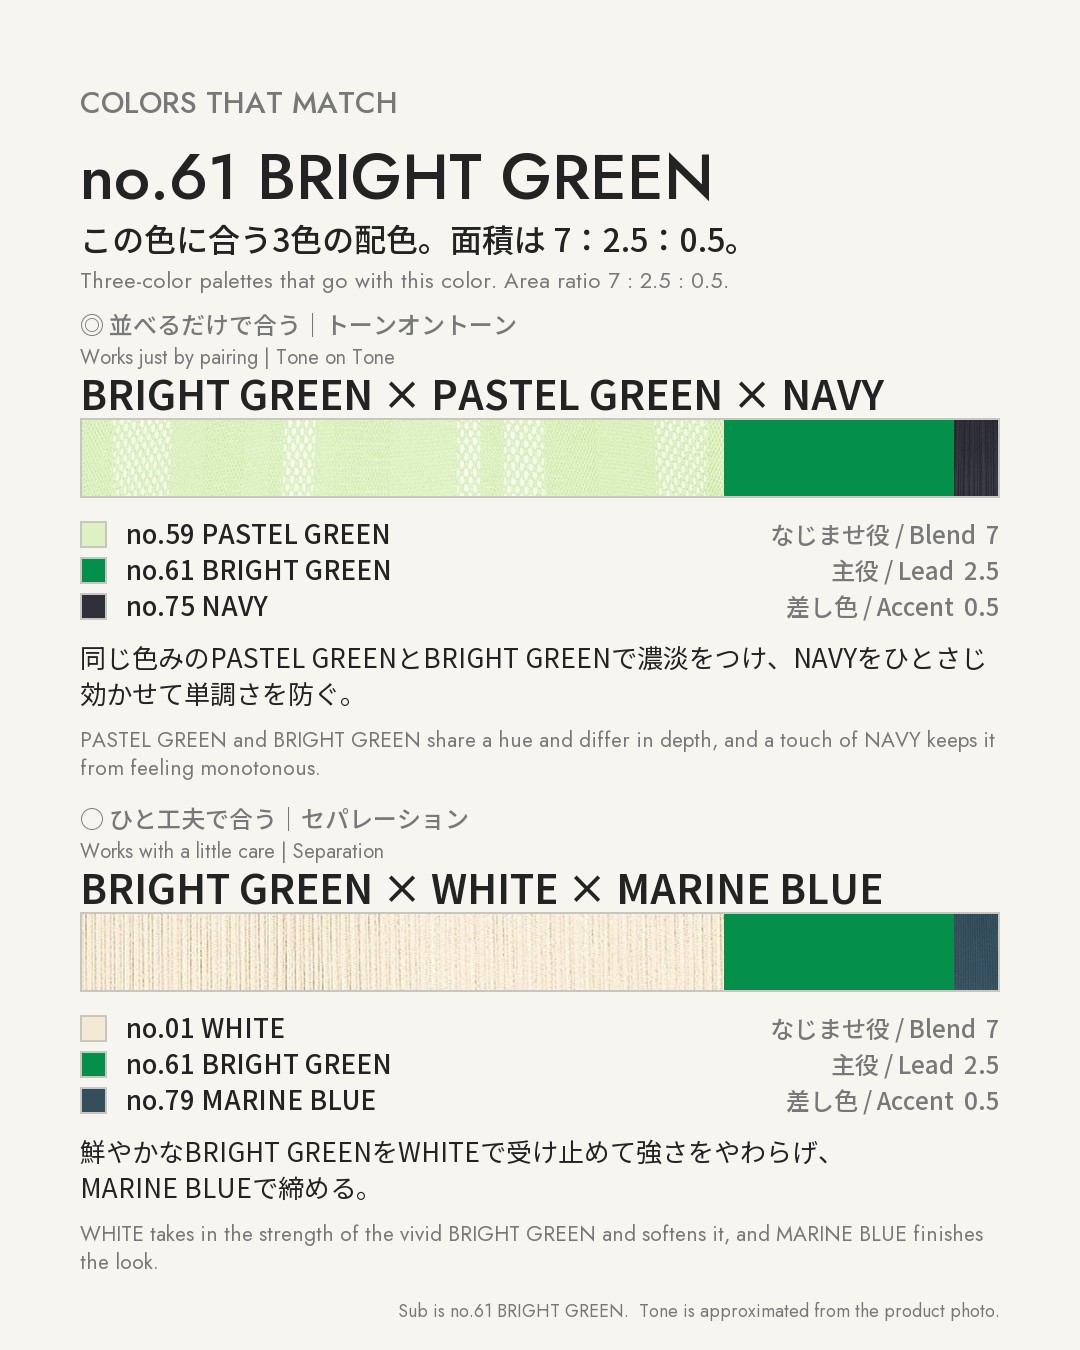 COLORS THAT MATCH
no.61 BRIGHT GREEN
この色に合う3色の配色。面積は 7：2.5：0.5。
Three-color palettes that go with this color. Area ratio 7 : 2.5 : 0.5.
◎ 並べるだけで合う｜トーンオントーン
Works just by pairing | Tone on Tone
BRIGHT GREEN × PASTEL GREEN × NAVY
no.59 PASTEL GREEN なじませ役 / Blend 7
no.61 BRIGHT GREEN 主役 / Lead 2.5
no.75 NAVY 差し色 / Accent 0.5
同じ色みのPASTEL GREENとBRIGHT GREENで濃淡をつけ、NAVYをひとさじ
効かせて単調さを防ぐ。
PASTEL GREEN and BRIGHT GREEN share a hue and differ in depth, and a touch of NAVY keeps it
from feeling monotonous.
○ ひと工夫で合う｜セパレーション
Works with a little care | Separation
BRIGHT GREEN × WHITE × MARINE BLUE
no.01 WHITE なじませ役 / Blend 7
no.61 BRIGHT GREEN 主役 / Lead 2.5
no.79 MARINE BLUE 差し色 / Accent 0.5
鮮やかなBRIGHT GREENをWHITEで受け止めて強さをやわらげ、
MARINE BLUEで締める。
WHITE takes in the strength of the vivid BRIGHT GREEN and softens it, and MARINE BLUE finishes
the look.
Sub is no.61 BRIGHT GREEN. Tone is approximated from the product photo.